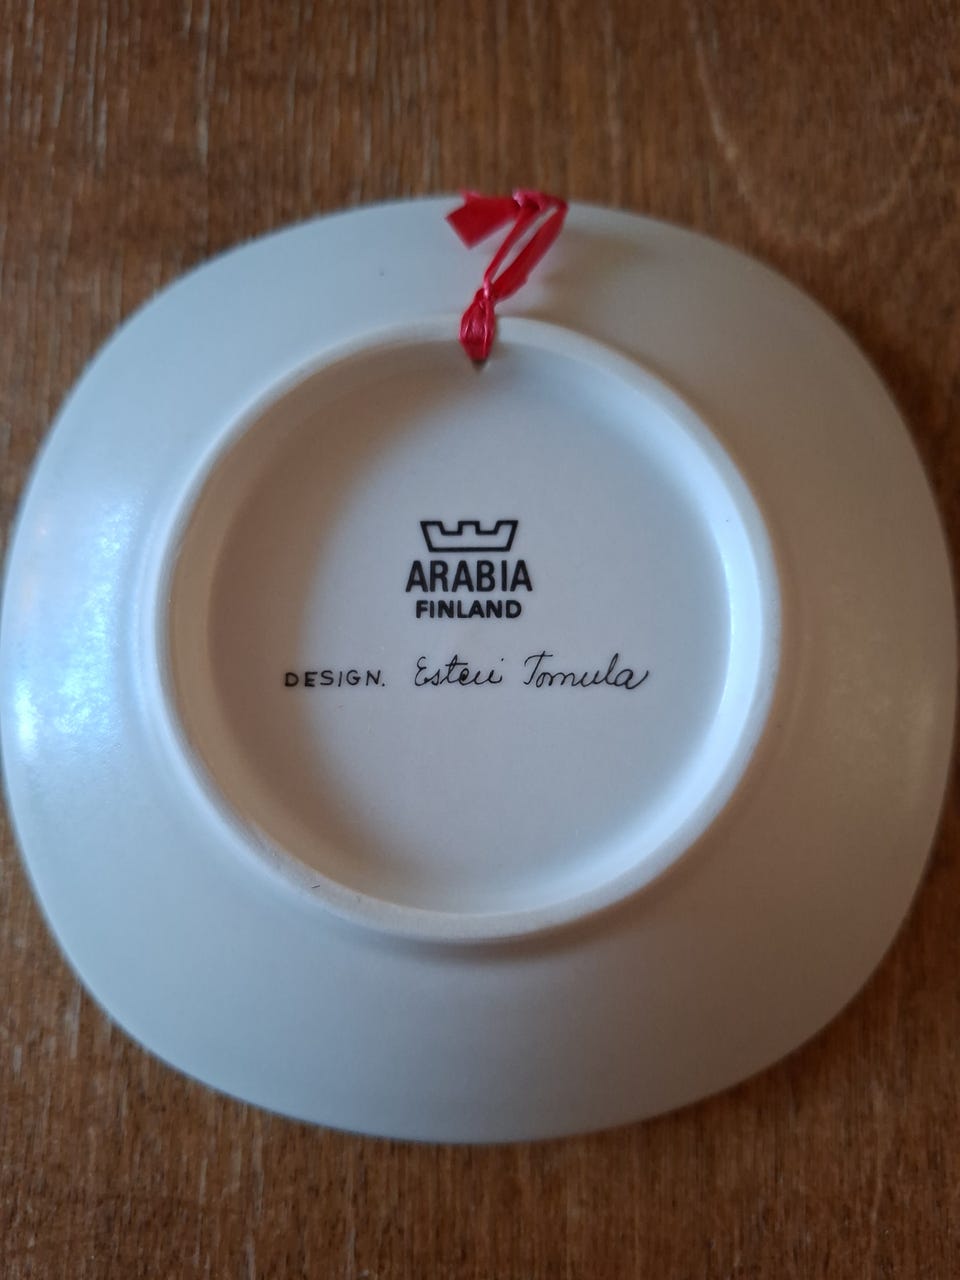 ARABIA
FINLAND
DESIGN. Esteri Tomula